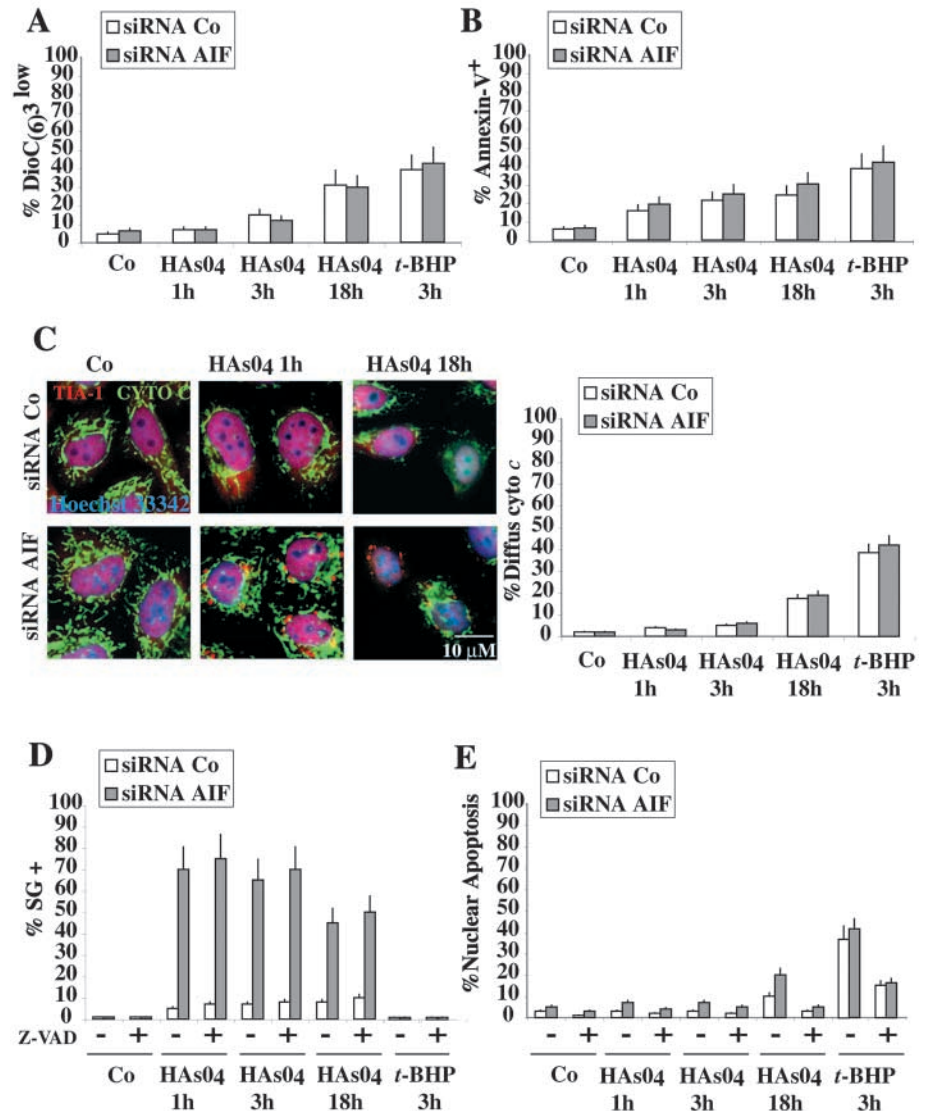 A
siRNA Co
siRNA AIF
% DioC(6)3 low
100
90
80
70
60
50
40
30
20
10
0
Co HAs04 HAs04 HAs04 t-BHP
1h 3h 18h 3h
B
siRNA Co
siRNA AIF
% Annexin-V+
100
90
80
70
60
50
40
30
20
10
0
Co HAs04 HAs04 HAs04 t-BHP
1h 3h 18h 3h
C
Co HAs04 1h HAs04 18h
siRNA Co
TIA-1 CYTO C
Hoechst 33342
siRNA AIF
10 µM
siRNA Co
siRNA AIF
%Diffus cyto c
100
90
80
70
60
50
40
30
20
10
0
Co HAs04 HAs04 HAs04 t-BHP
1h 3h 18h 3h
D
siRNA Co
siRNA AIF
% SG +
100
90
80
70
60
50
40
30
20
10
0
Z-VAD - + - + - + - + - +
Co HAs04 HAs04 HAs04 t-BHP
1h 3h 18h 3h
E
siRNA Co
siRNA AIF
%Nuclear Apoptosis
100
90
80
70
60
50
40
30
20
10
0
- + - + - + - + - +
Co HAs04 HAs04 HAs04 t-BHP
1h 3h 18h 3h